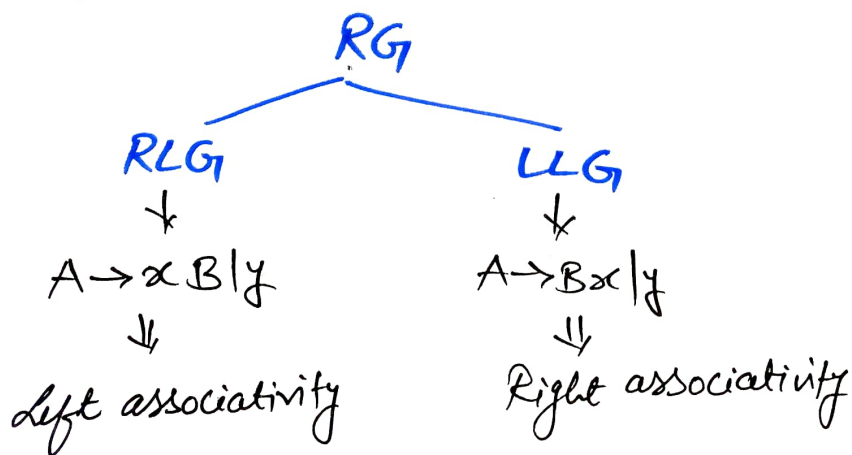 RG
RLG LLG
A→xB|y A→Bx|y
Left associativity Right associativity